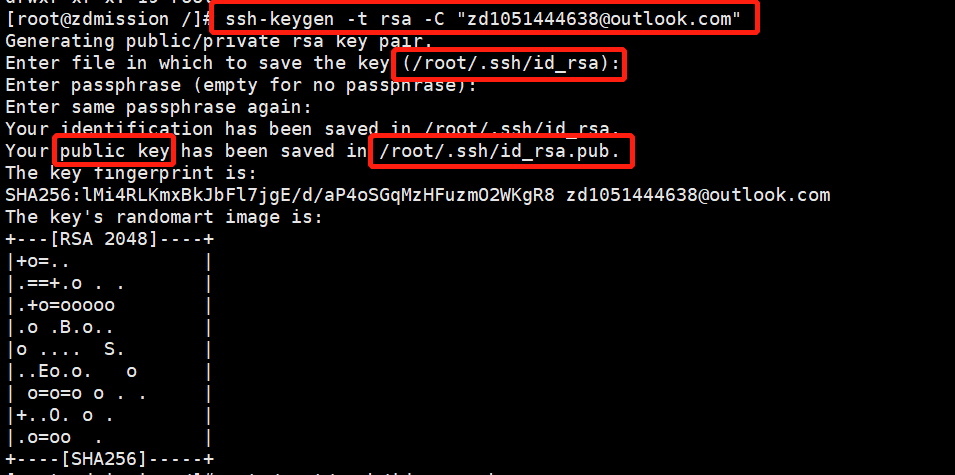 [root@zdmission /]# ssh-keygen -t rsa -C "zd1051444638@outlook.com"
Generating public/private rsa key pair.
Enter file in which to save the key (/root/.ssh/id_rsa):
Enter passphrase (empty for no passphrase):
Enter same passphrase again:
Your identification has been saved in /root/.ssh/id_rsa.
Your public key has been saved in /root/.ssh/id_rsa.pub.
The key fingerprint is:
SHA256:lMi4RLKmxBkJbFl7jgE/d/aP4oSGqMzHFuzmO2WKgR8 zd1051444638@outlook.com
The key's randomart image is:
+---[RSA 2048]----+
|+o=..            |
|.==+.o . .       |
|.+o=ooooo        |
|.o .B.o..        |
|o ....  S.       |
|..Eo.o.   o      |
| o=o=o o . .     |
|+..O. o .        |
|.o=oo  .         |
+----[SHA256]-----+